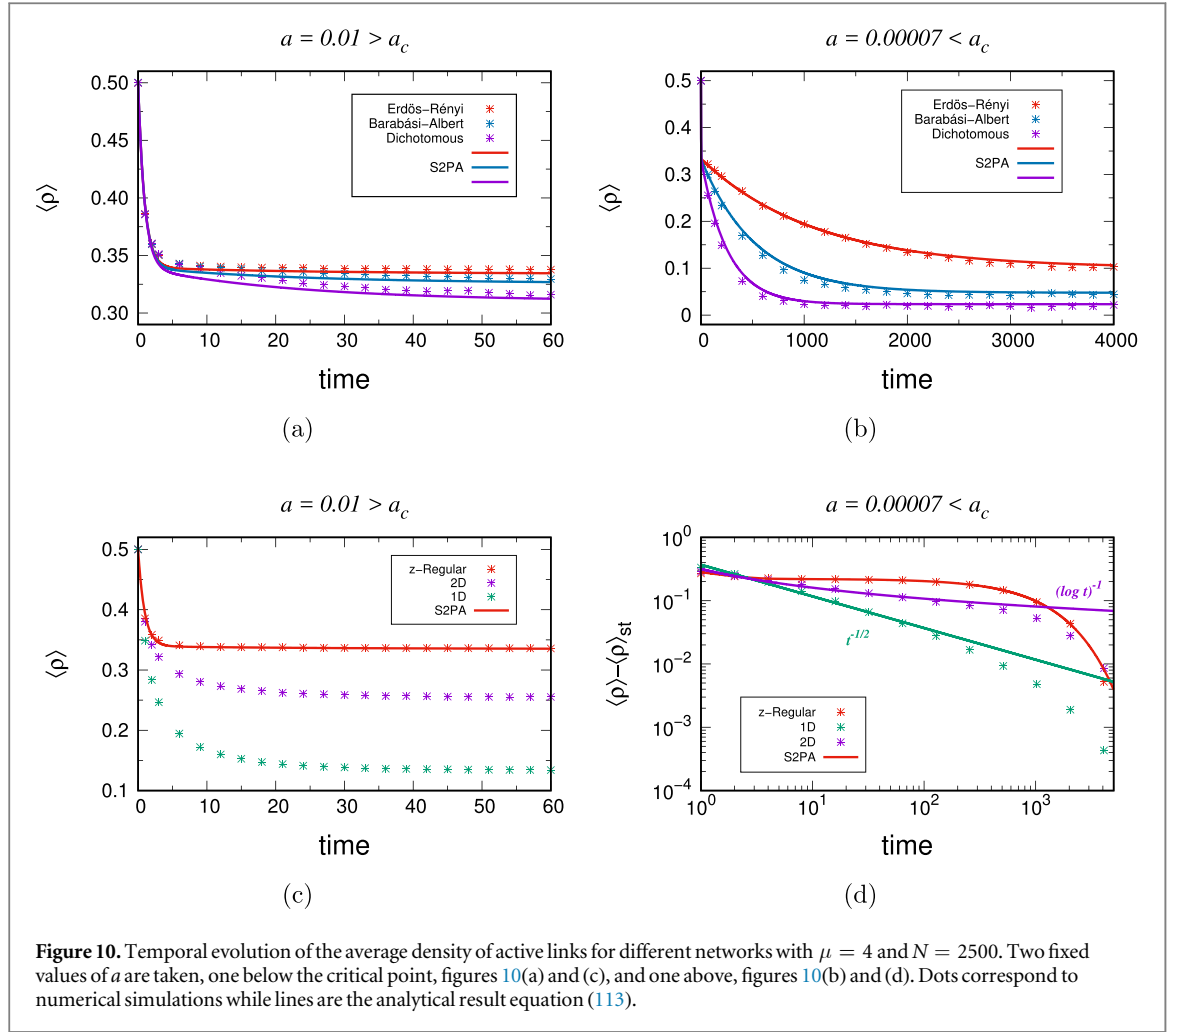 a = 0.01 > a_c
0.50
0.45
0.40
0.35
0.30
⟨ρ⟩
Erdös−Rényi
Barabási−Albert
Dichotomous
S2PA
0 10 20 30 40 50 60
time
(a)
a = 0.00007 < a_c
0.5
0.4
0.3
0.2
0.1
0
⟨ρ⟩
Erdös−Rényi
Barabási−Albert
Dichotomous
S2PA
0 1000 2000 3000 4000
time
(b)
a = 0.01 > a_c
0.5
0.4
0.3
0.2
0.1
⟨ρ⟩
z−Regular
2D
1D
S2PA
0 10 20 30 40 50 60
time
(c)
a = 0.00007 < a_c
10^0
10^−1
10^−2
10^−3
10^−4
⟨ρ⟩−⟨ρ⟩_st
(log t)^-1
t^-1/2
z−Regular
1D
2D
S2PA
10^0 10^1 10^2 10^3
time
(d)
Figure 10. Temporal evolution of the average density of active links for different networks with μ = 4 and N = 2500. Two fixed
values of a are taken, one below the critical point, figures 10(a) and (c), and one above, figures 10(b) and (d). Dots correspond to
numerical simulations while lines are the analytical result equation (113).